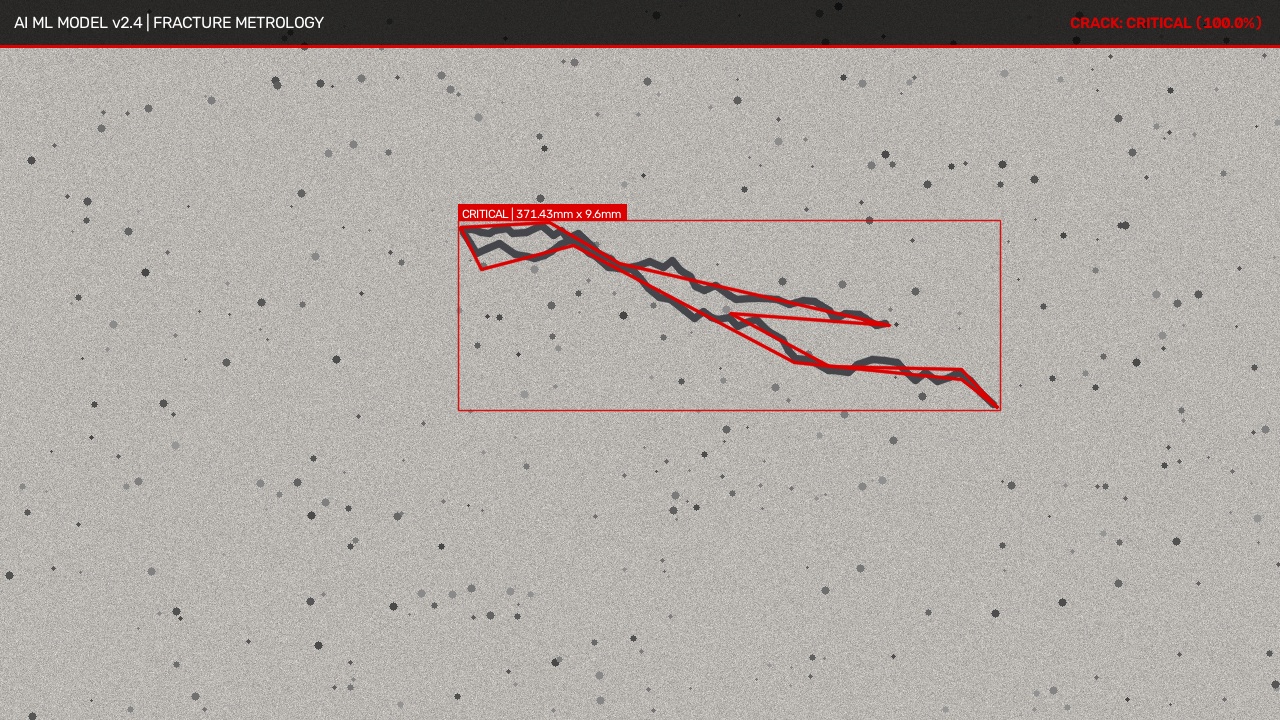 AI ML MODEL v2.4 | FRACTURE METROLOGY
CRACK: CRITICAL (100.0%)
CRITICAL | 371.43mm x 9.6mm